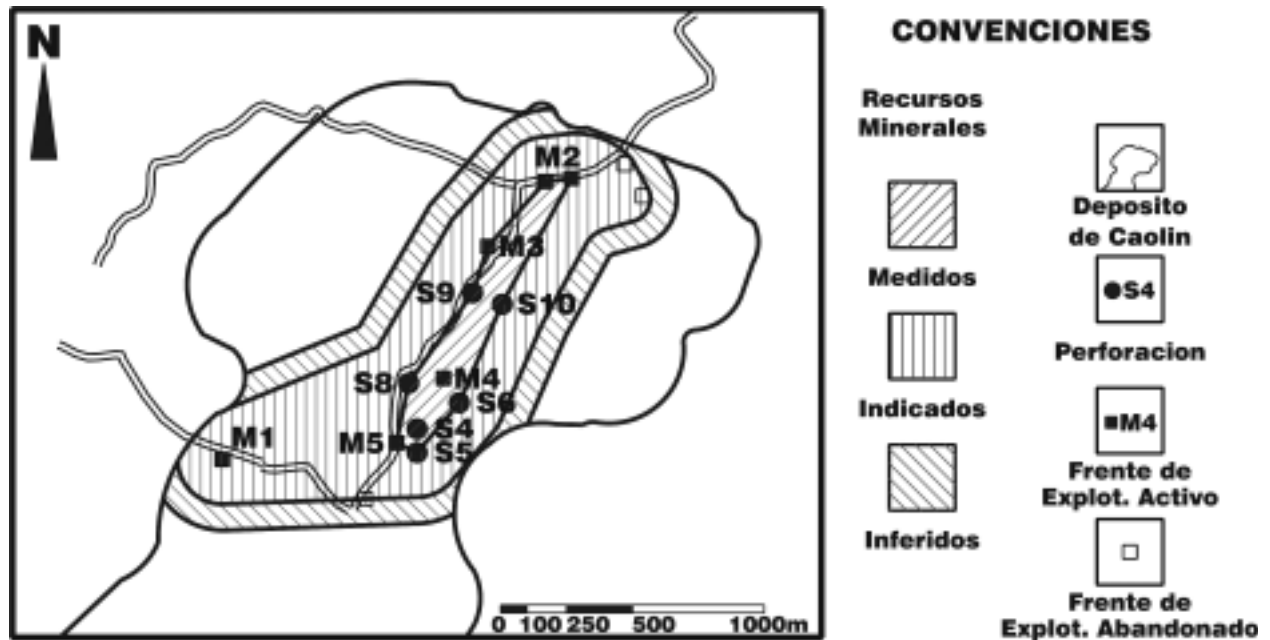 N
M2
M3
S9
S10
S8
M4
S6
M1
M5
S4
S5
0 100 250 500 1000m
CONVENCIONES
Recursos
Minerales
Medidos
Indicados
Inferidos
Deposito
de Caolin
S4
Perforacion
M4
Frente de
Explot. Activo
Frente de
Explot. Abandonado